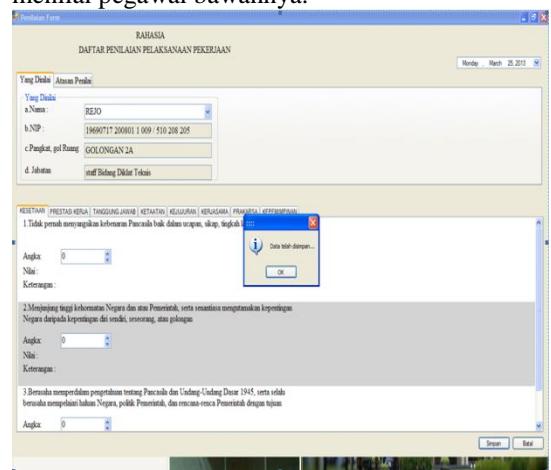 menilai pegawai bawahnya.
Penilaian Form
RAHASIA
DAFTAR PENILAIAN PELAKSANAAN PEKERJAAN
Monday , March 25, 2013
Yang Dinilai Atasan Penilai
Yang Dinilai
a.Nama : REJO
b.NIP : 19690717 200801 1 009 / 510 208 205
c.Pangkat, gol Ruang GOLONGAN 2A
d. Jabatan staff Bidang Diklat Teknis
KESETIAAN PRESTASI KERJA TANGGUNG JAWAB KETAATAN KEJUJURAN KERJASAMA PRAKARSA KEPEMIMPINAN
1.Tidak pernah menyangsikan kebenaran Pancasila baik dalam ucapan, sikap, tingkah
Data telah disimpan...
OK
Angka: 0
Nilai :
Keterangan :
2.Menjunjung tinggi kehormatan Negara dan atau Pemerintah, serta senantiasa mengutamakan kepentingan
Negara daripada kepentingan diri sendiri, seseorang, atau golongan
Angka: 0
Nilai :
Keterangan :
3.Berusaha memperdalam pengetahuan tentang Pancasila dan Undang-Undang Dasar 1945, serta selalu
berusaha mempelajari haluan Negara, politik Pemerintah, dan rencana-renca Pemerintah dengan tujuan
Angka: 0
Simpan Batal